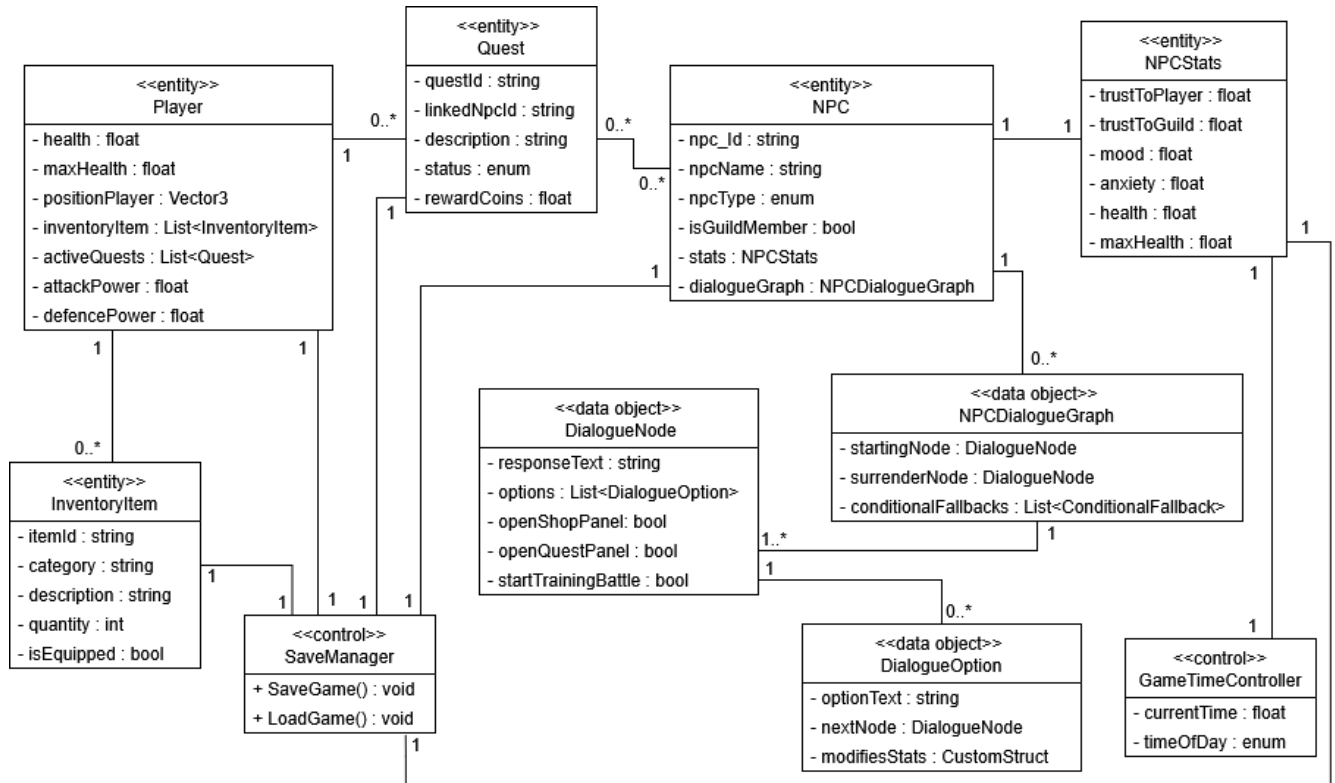 <<entity>>
Player
- health : float
- maxHealth : float
- positionPlayer : Vector3
- inventoryItem : List<InventoryItem>
- activeQuests : List<Quest>
- attackPower : float
- defencePower : float
0..*
1
<<entity>>
Quest
- questId : string
- linkedNpcId : string
- description : string
- status : enum
- rewardCoins : float
0..*
0..*
1
<<entity>>
NPC
- npc_Id : string
- npcName : string
- npcType : enum
- isGuildMember : bool
- stats : NPCStats
- dialogueGraph : NPCDialogueGraph
1
1
1
1
<<entity>>
NPCStats
- trustToPlayer : float
- trustToGuild : float
- mood : float
- anxiety : float
- health : float
- maxHealth : float
1
1
1
1
0..*
0..*
<<entity>>
InventoryItem
- itemId : string
- category : string
- description : string
- quantity : int
- isEquipped : bool
1
1
1
1
1
<<control>>
SaveManager
+ SaveGame() : void
+ LoadGame() : void
1
<<data object>>
DialogueNode
- responseText : string
- options : List<DialogueOption>
- openShopPanel: bool
- openQuestPanel : bool
- startTrainingBattle : bool
<<data object>>
NPCDialogueGraph
- startingNode : DialogueNode
- surrenderNode : DialogueNode
- conditionalFallbacks : List<ConditionalFallback>
1..*
1
1
0..*
<<data object>>
DialogueOption
- optionText : string
- nextNode : DialogueNode
- modifiesStats : CustomStruct
1
<<control>>
GameTimeController
- currentTime : float
- timeOfDay : enum